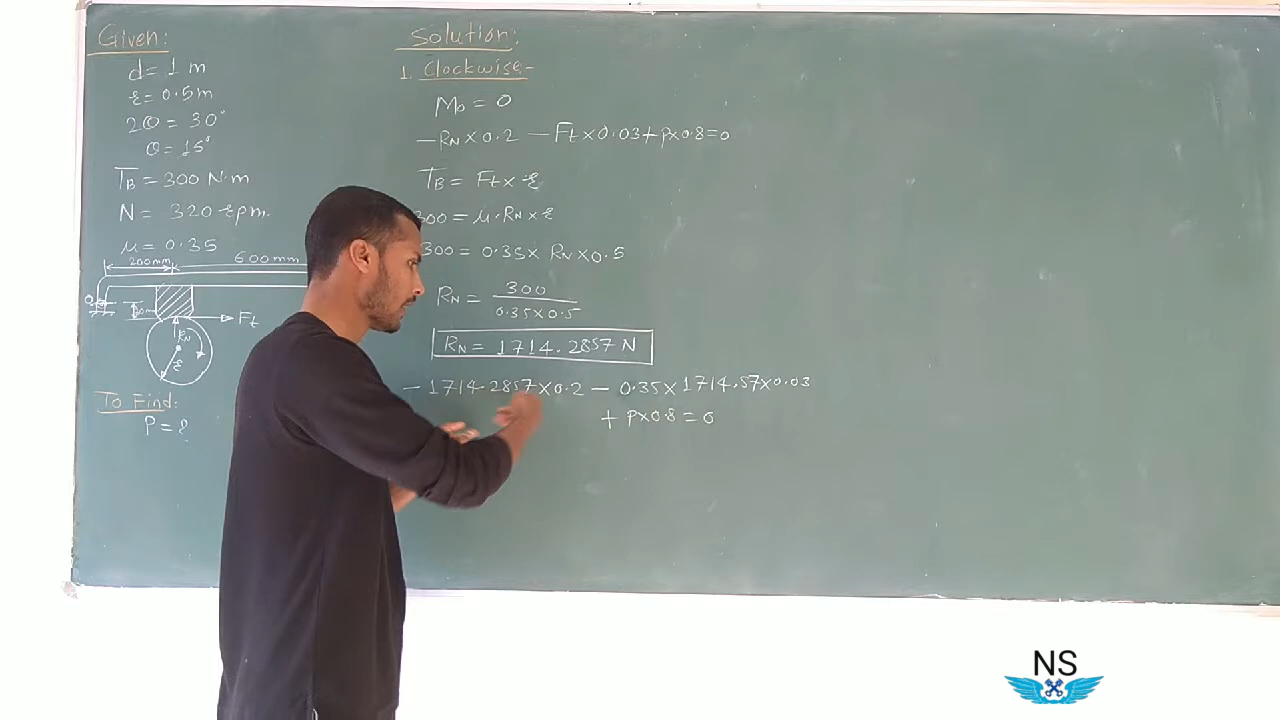 Given:
d = 1 m
r = 0.5m
2θ = 30°
θ = 15°
TB = 300 N·m
N = 320 rpm.
μ = 0.35
200mm
600mm
O
30m
Ft
RN
r
To Find:
P = ?
Solution:
1. Clockwise:-
Mo = 0
- RN × 0.2 - Ft × 0.03 + P×0.8 = 0
TB = Ft × r
300 = μ·RN × r
300 = 0.35 × RN × 0.5
RN = 300 / 0.35×0.5
RN = 1714.2857 N
- 1714.2857×0.2 - 0.35×1714.57×0.03
+ P×0.8 = 0
NS